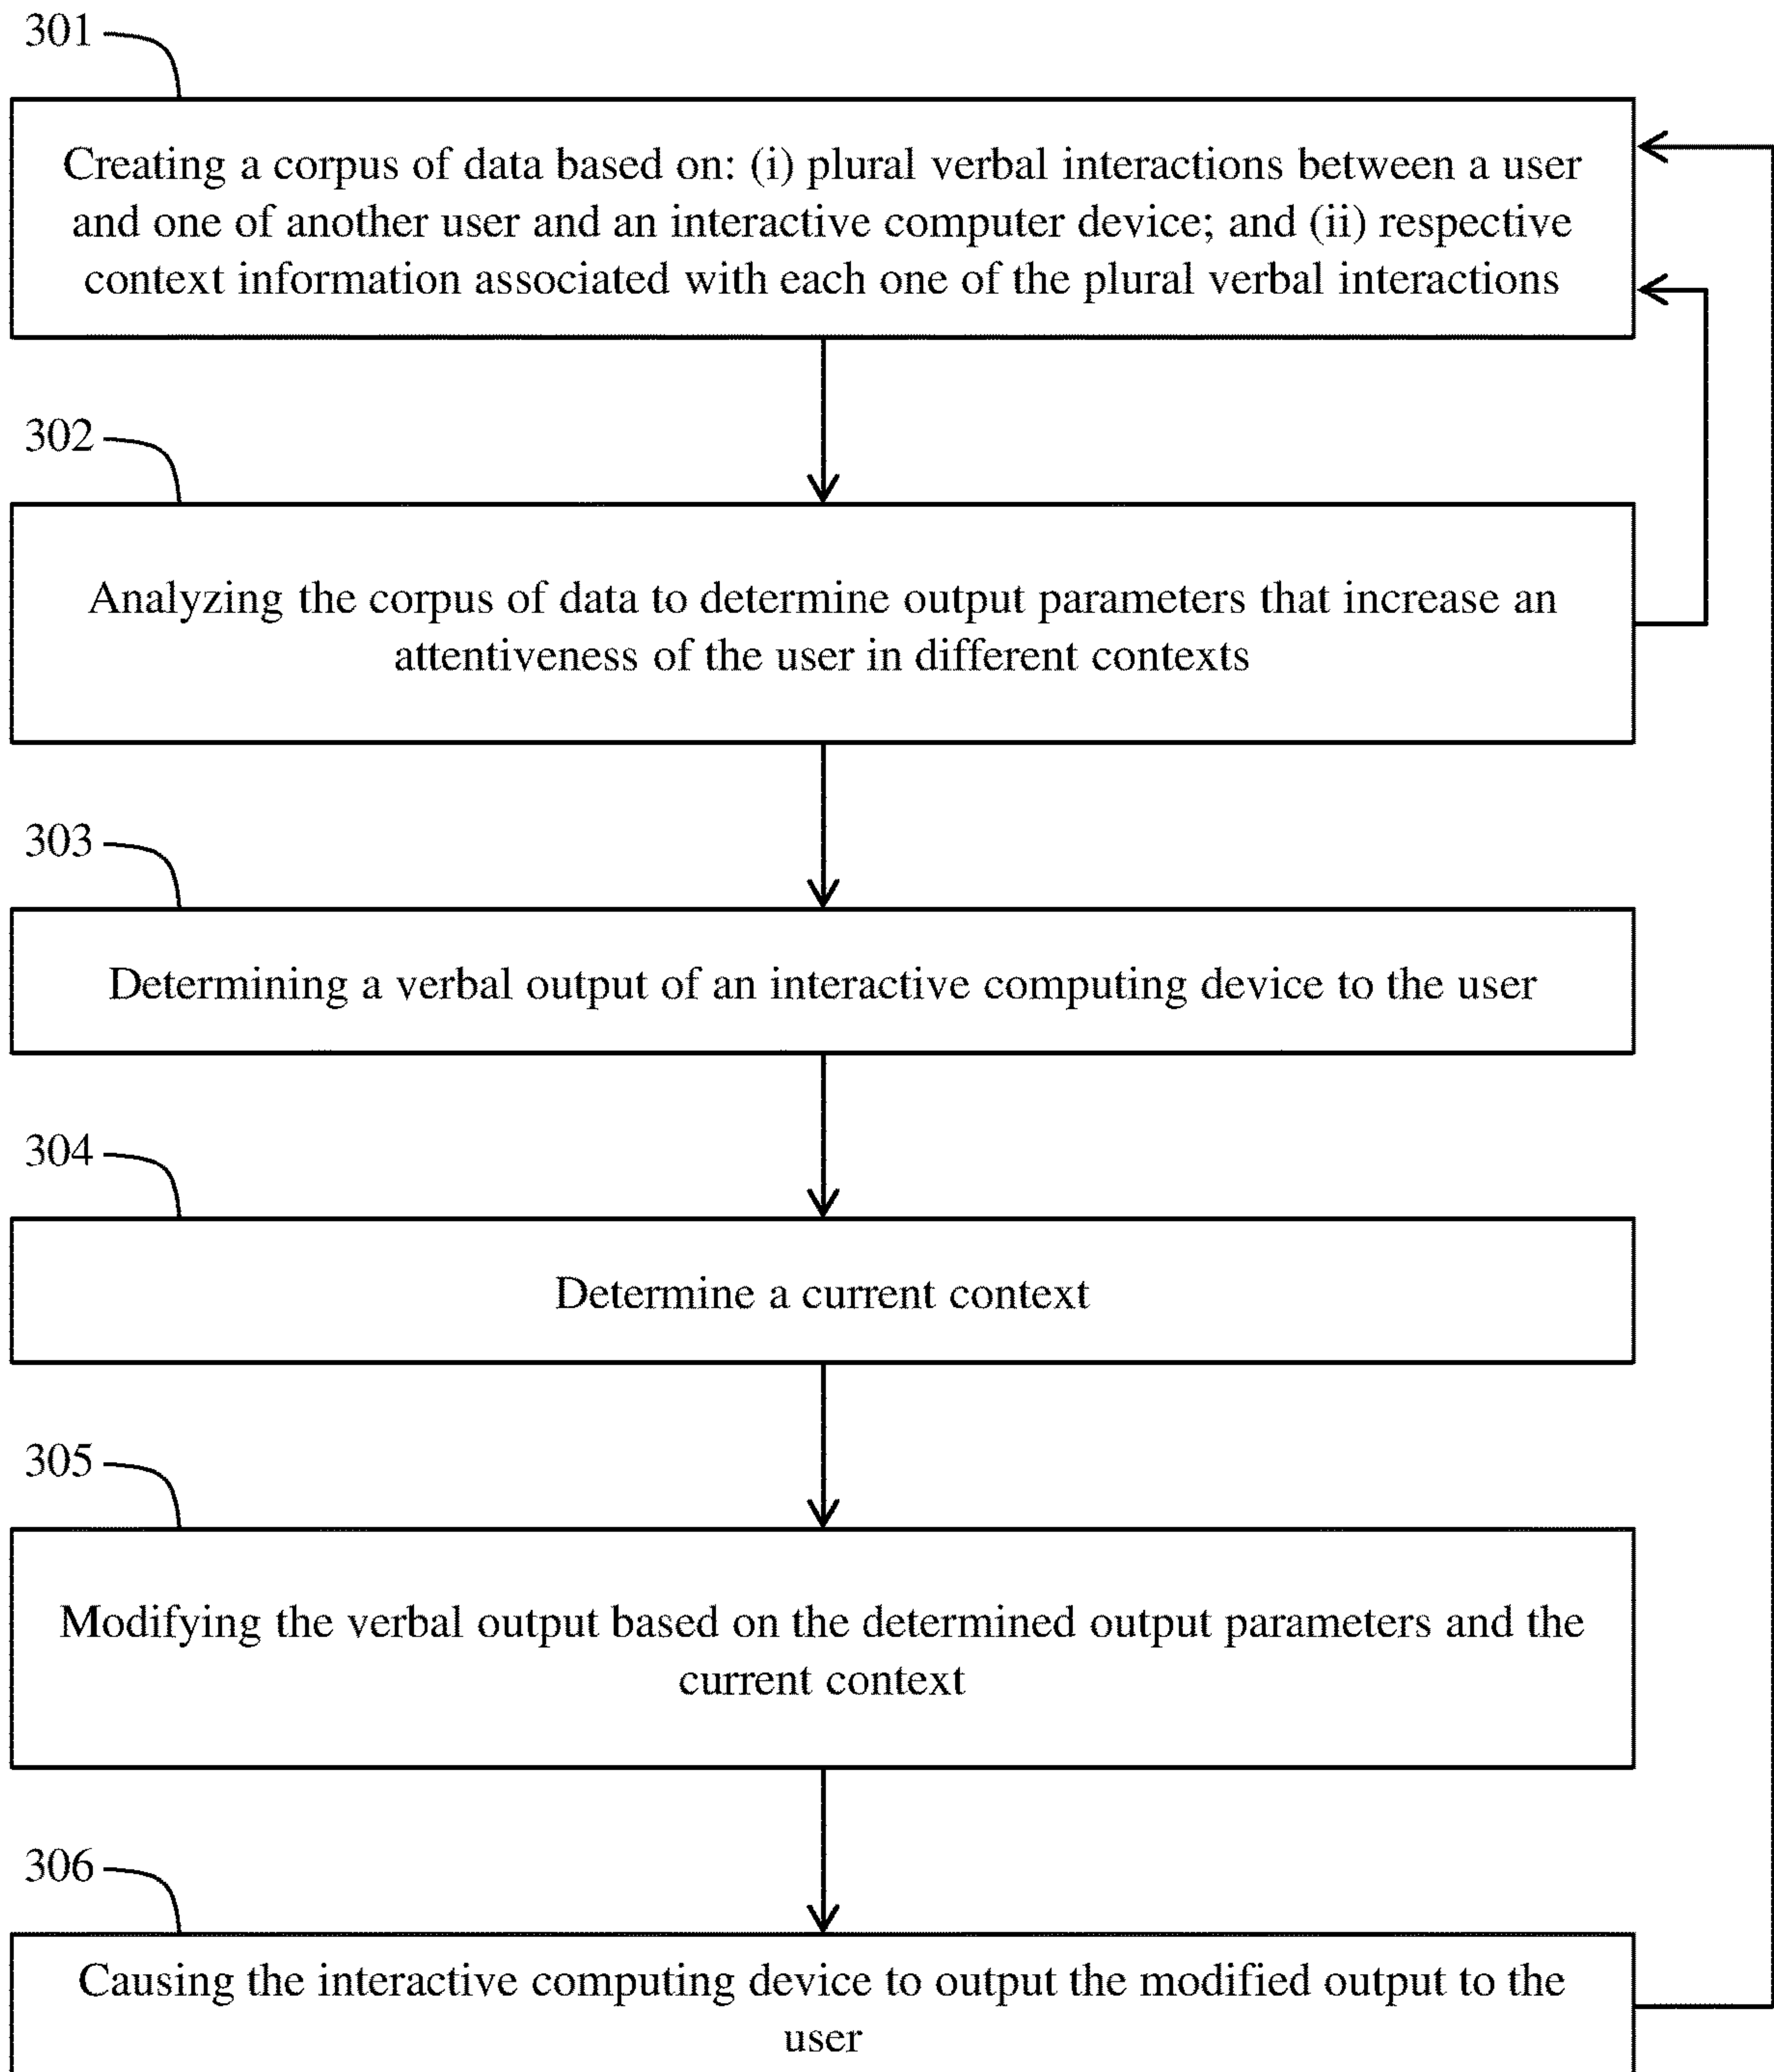 301
Creating a corpus of data based on: (i) plural verbal interactions between a user
and one of another user and an interactive computer device; and (ii) respective
context information associated with each one of the plural verbal interactions
302
Analyzing the corpus of data to determine output parameters that increase an
attentiveness of the user in different contexts
303
Determining a verbal output of an interactive computing device to the user
304
Determine a current context
305
Modifying the verbal output based on the determined output parameters and the
current context
306
Causing the interactive computing device to output the modified output to the
user